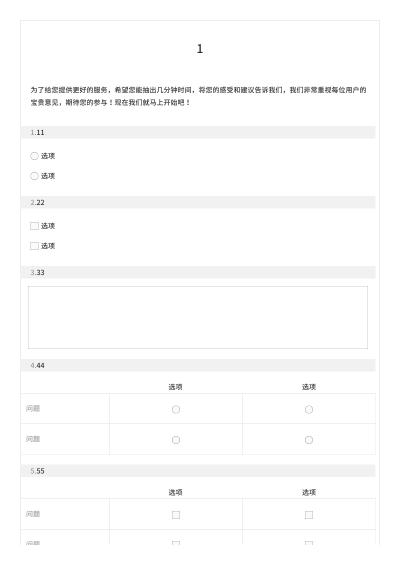 1
为了给您提供更好的服务，希望您能抽出几分钟时间，将您的感受和建议告诉我们，我们非常重视每位用户的
宝贵意见，期待您的参与！现在我们就马上开始吧！
1.11
选项
选项
2.22
选项
选项
3.33
4.44
选项 选项
问题
问题
5.55
选项 选项
问题
问题